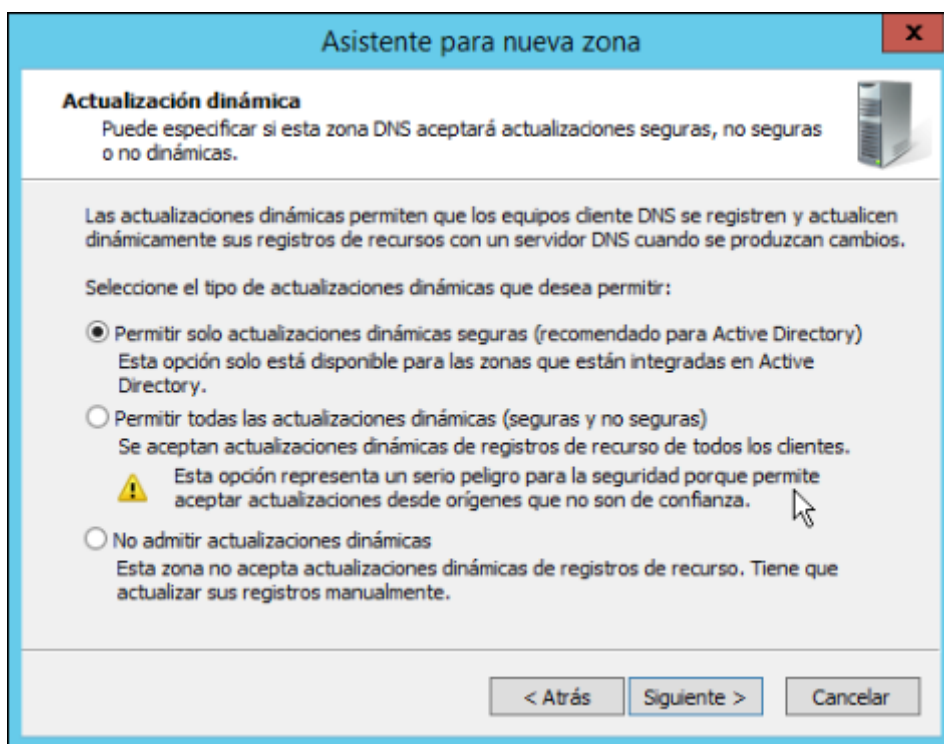 Asistente para nueva zona
x
Actualización dinámica
Puede especificar si esta zona DNS aceptará actualizaciones seguras, no seguras
o no dinámicas.
Las actualizaciones dinámicas permiten que los equipos cliente DNS se registren y actualicen
dinámicamente sus registros de recursos con un servidor DNS cuando se produzcan cambios.
Seleccione el tipo de actualizaciones dinámicas que desea permitir:
Permitir solo actualizaciones dinámicas seguras (recomendado para Active Directory)
Esta opción solo está disponible para las zonas que están integradas en Active
Directory.
Permitir todas las actualizaciones dinámicas (seguras y no seguras)
Se aceptan actualizaciones dinámicas de registros de recurso de todos los clientes.
Esta opción representa un serio peligro para la seguridad porque permite
aceptar actualizaciones desde orígenes que no son de confianza.
No admitir actualizaciones dinámicas
Esta zona no acepta actualizaciones dinámicas de registros de recurso. Tiene que
actualizar sus registros manualmente.
< Atrás
Siguiente >
Cancelar